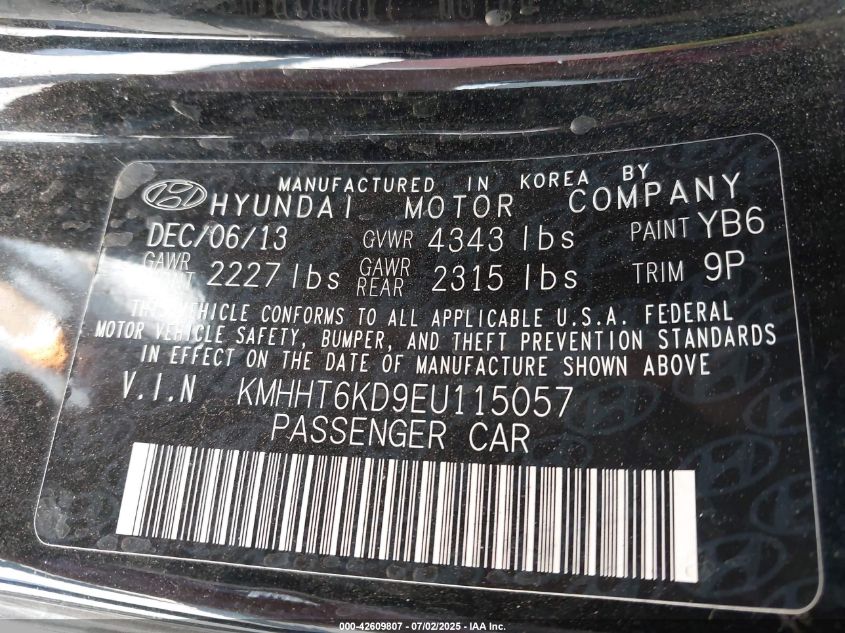 MANUFACTURED IN KOREA BY
HYUNDAI MOTOR COMPANY
DEC/06/13 GVWR 4343 lbs PAINT YB6
GAWR 2227 lbs GAWR REAR 2315 lbs TRIM 9P
THIS VEHICLE CONFORMS TO ALL APPLICABLE U.S.A. FEDERAL
MOTOR VEHICLE SAFETY, BUMPER, AND THEFT PREVENTION STANDARDS
IN EFFECT ON THE DATE OF MANUFACTURE SHOWN ABOVE
V.I.N KMHHT6KD9EU115057
PASSENGER CAR
000-42609807 - 07/02/2025 - IAA Inc.